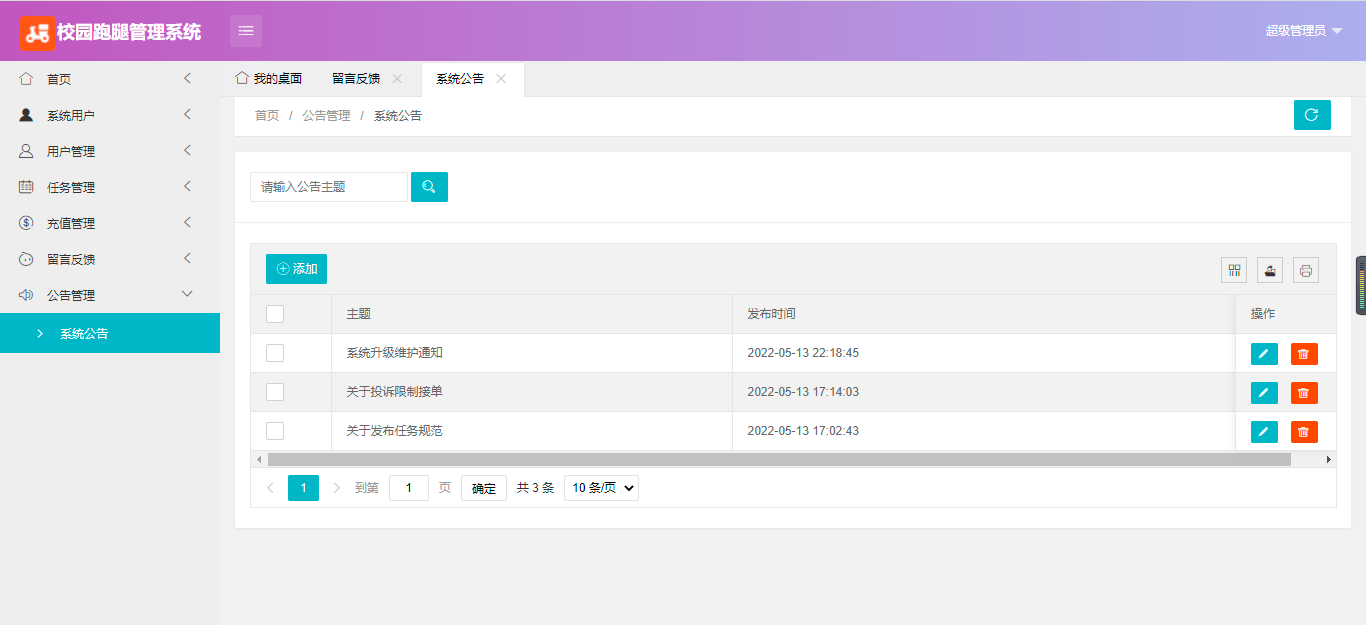 校园跑腿管理系统
超级管理员
首页
系统用户
用户管理
任务管理
充值管理
留言反馈
公告管理
系统公告
我的桌面 留言反馈 系统公告
首页 / 公告管理 / 系统公告
请输入公告主题
添加
主题 发布时间 操作
系统升级维护通知 2022-05-13 22:18:45
关于投诉限制接单 2022-05-13 17:14:03
关于发布任务规范 2022-05-13 17:02:43
1 到第 1 页 确定 共 3 条 10 条/页